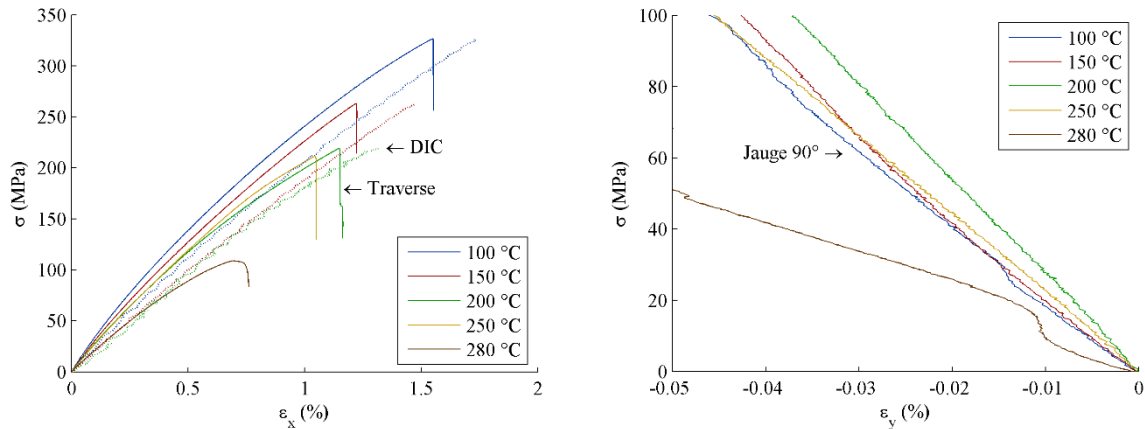 350
300
250
200
150
100
50
0
σ (MPa)
← DIC
← Traverse
100 °C
150 °C
200 °C
250 °C
280 °C
0
0.5
1
1.5
2
ε_x (%)
100
80
60
40
20
0
σ (MPa)
100 °C
150 °C
200 °C
250 °C
280 °C
Jauge 90° →
-0.05
-0.04
-0.03
-0.02
-0.01
0
ε_y (%)